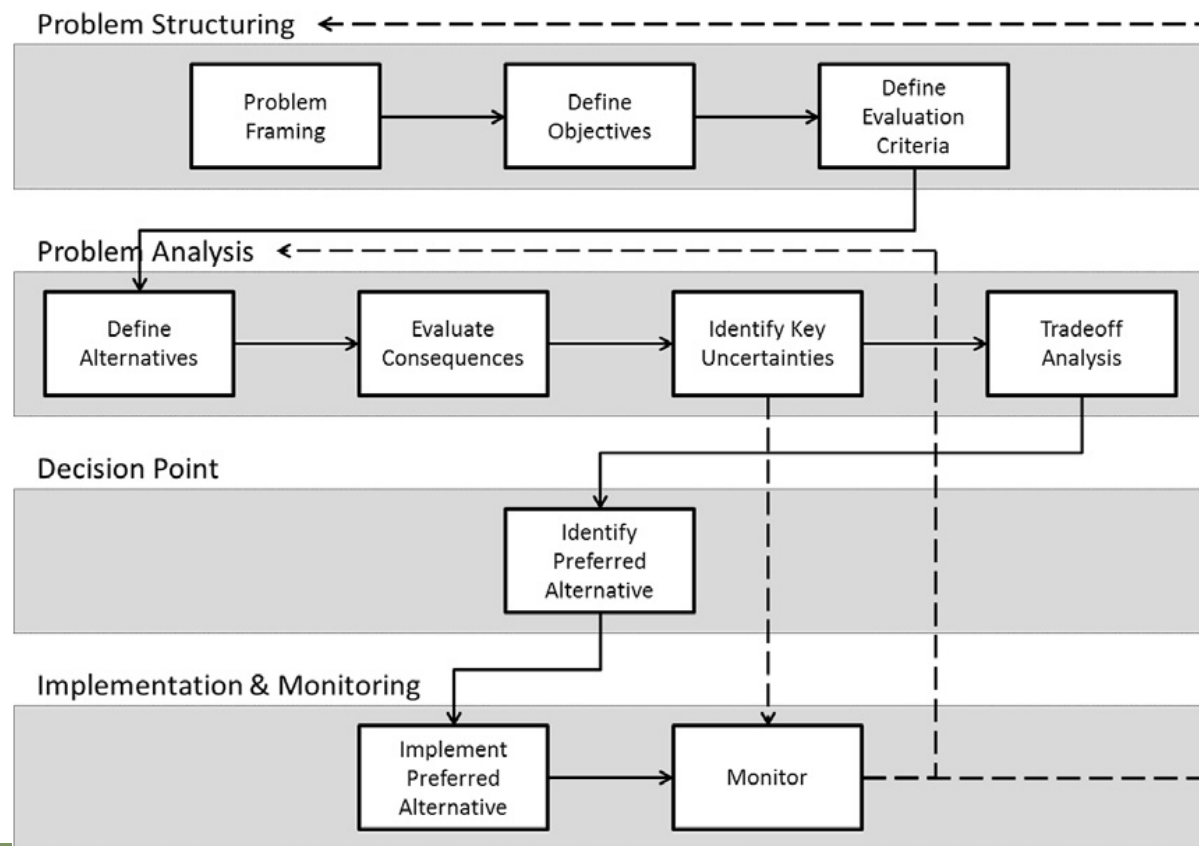 Problem Structuring
Problem
Framing
Define
Objectives
Define
Evaluation
Criteria
Problem Analysis
Define
Alternatives
Evaluate
Consequences
Identify Key
Uncertainties
Tradeoff
Analysis
Decision Point
Identify
Preferred
Alternative
Implementation & Monitoring
Implement
Preferred
Alternative
Monitor